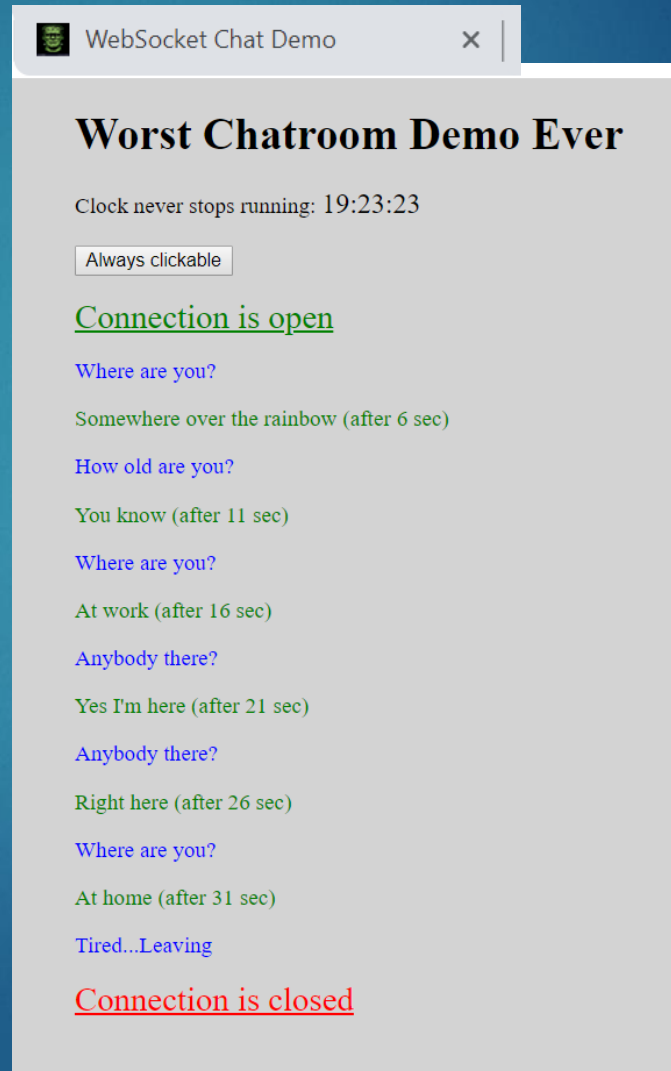 WebSocket Chat Demo
Worst Chatroom Demo Ever
Clock never stops running: 19:23:23
Always clickable
Connection is open
Where are you?
Somewhere over the rainbow (after 6 sec)
How old are you?
You know (after 11 sec)
Where are you?
At work (after 16 sec)
Anybody there?
Yes I'm here (after 21 sec)
Anybody there?
Right here (after 26 sec)
Where are you?
At home (after 31 sec)
Tired...Leaving
Connection is closed